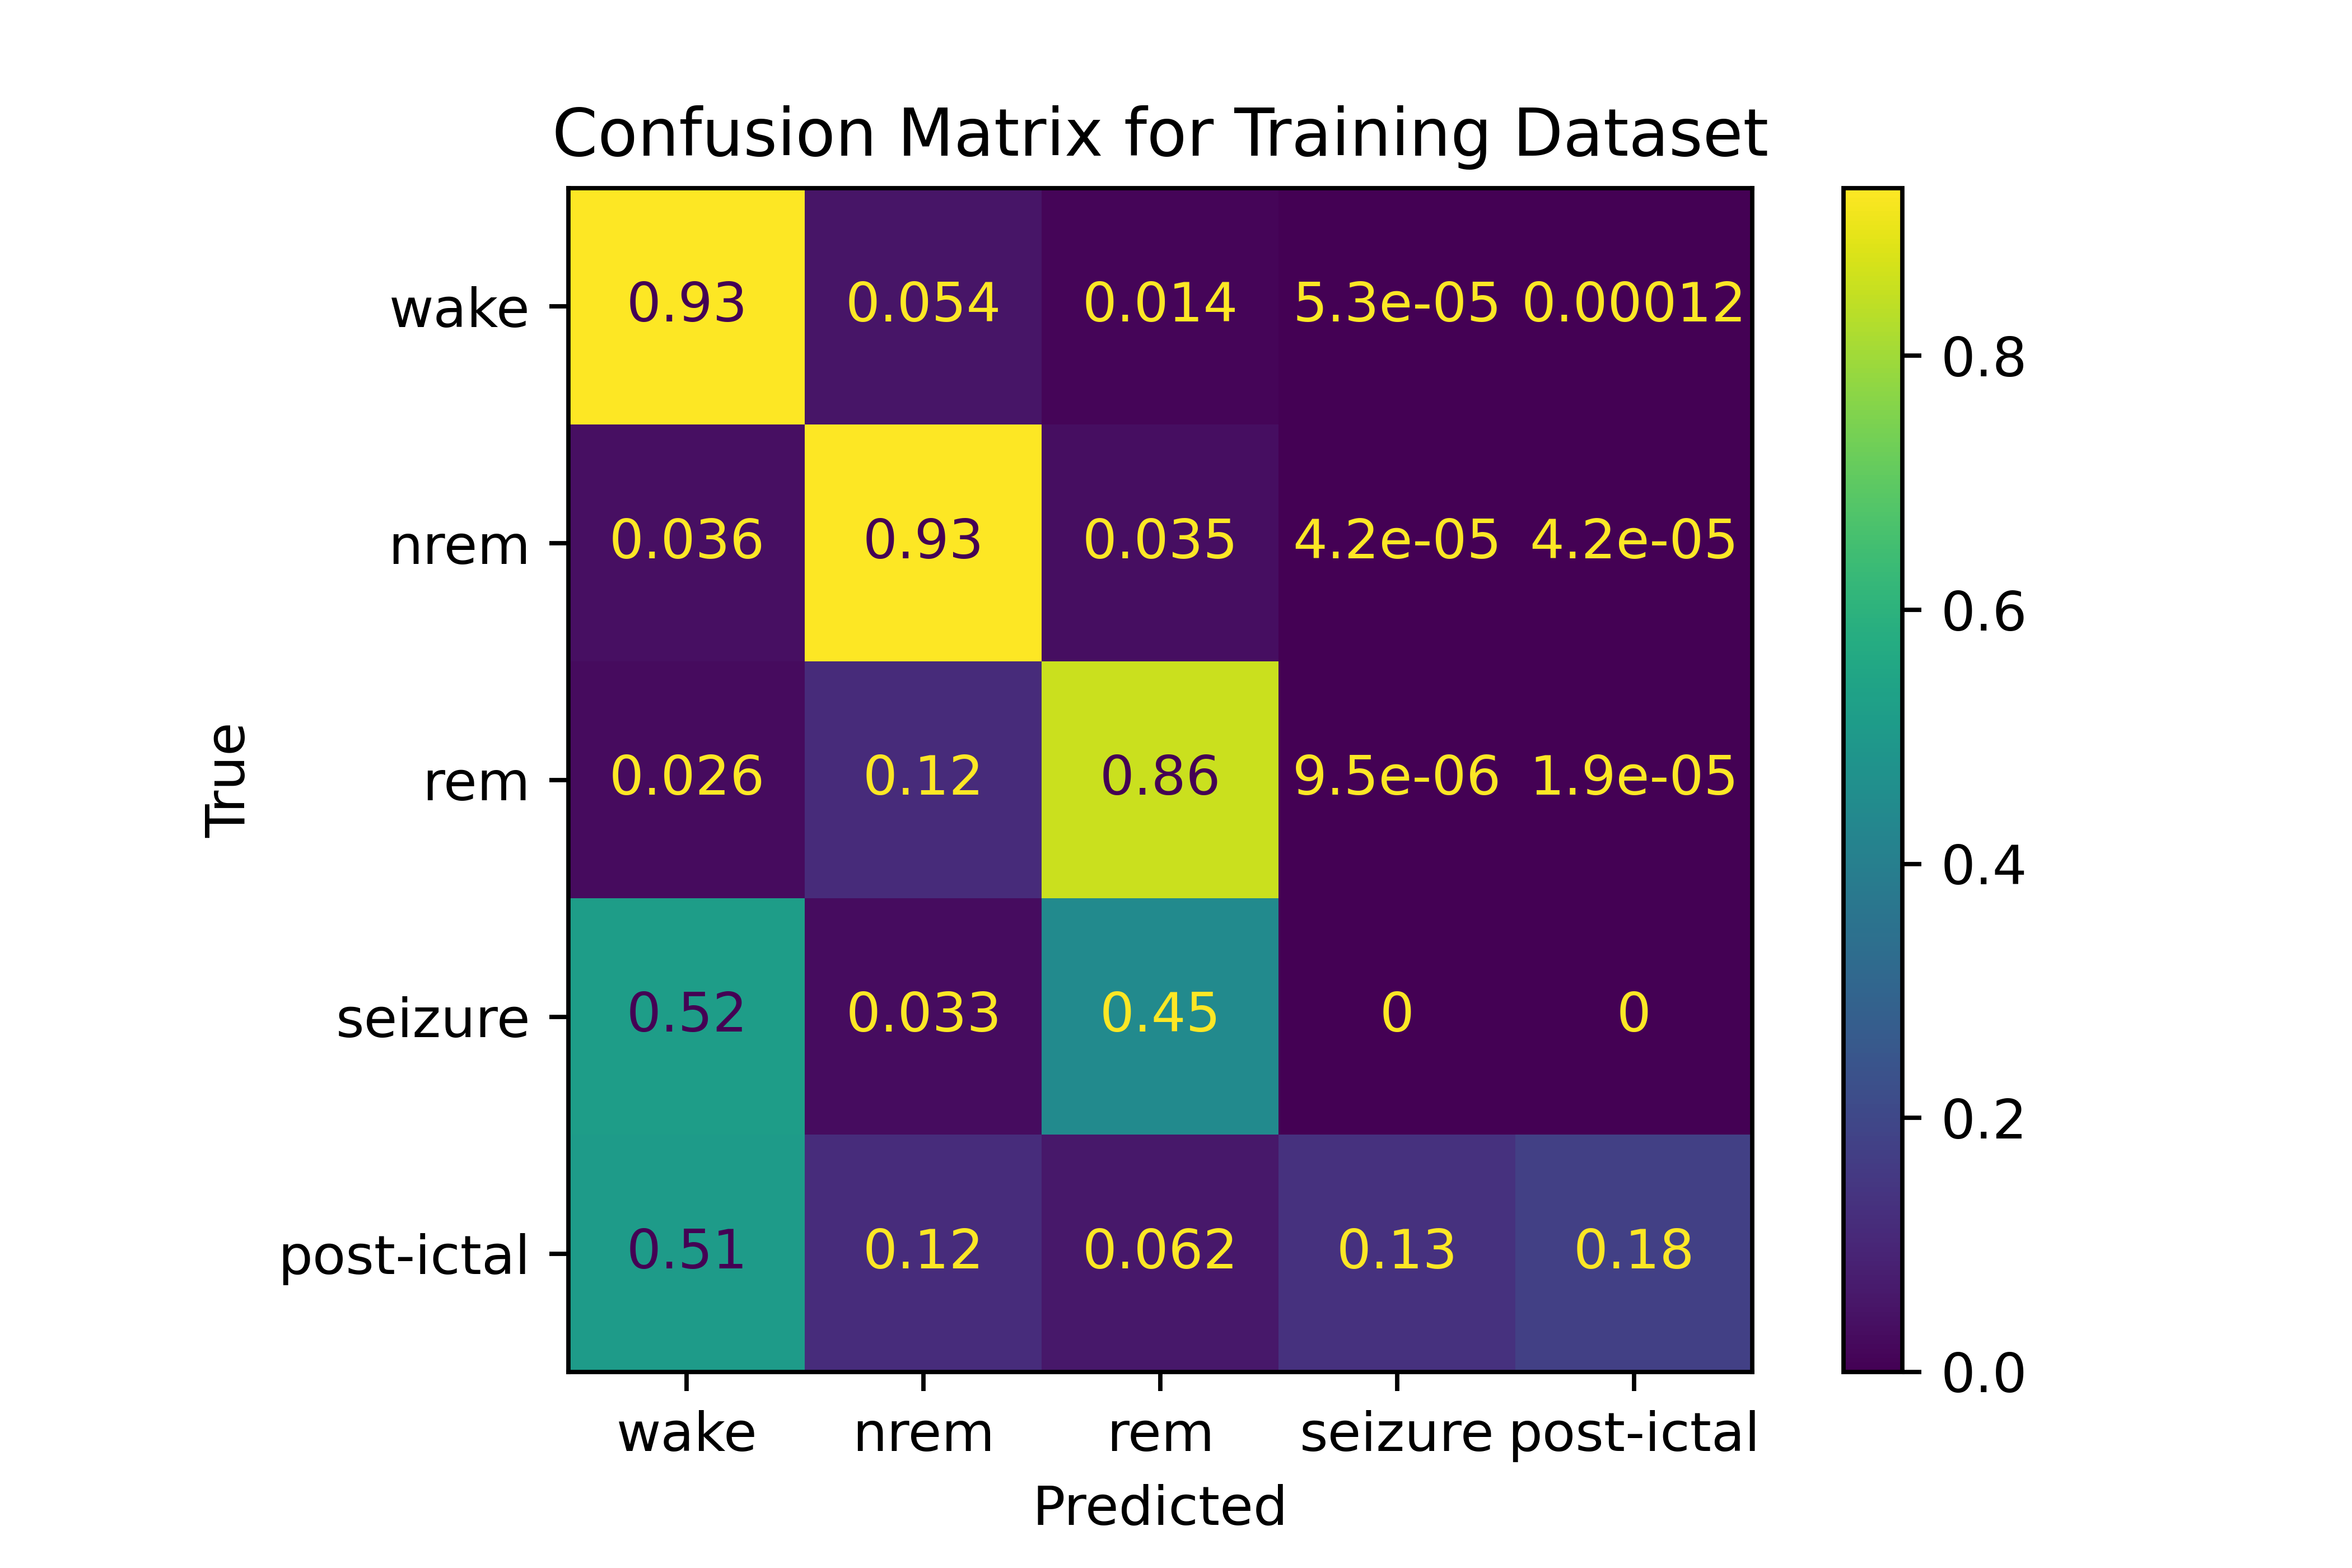 Confusion Matrix for Training Dataset
wake 0.93 0.054 0.014 5.3e-05 0.00012
nrem 0.036 0.93 0.035 4.2e-05 4.2e-05
rem 0.026 0.12 0.86 9.5e-06 1.9e-05
seizure 0.52 0.033 0.45 0 0
post-ictal 0.51 0.12 0.062 0.13 0.18
True
wake nrem rem seizure post-ictal
Predicted
0.8
0.6
0.4
0.2
0.0